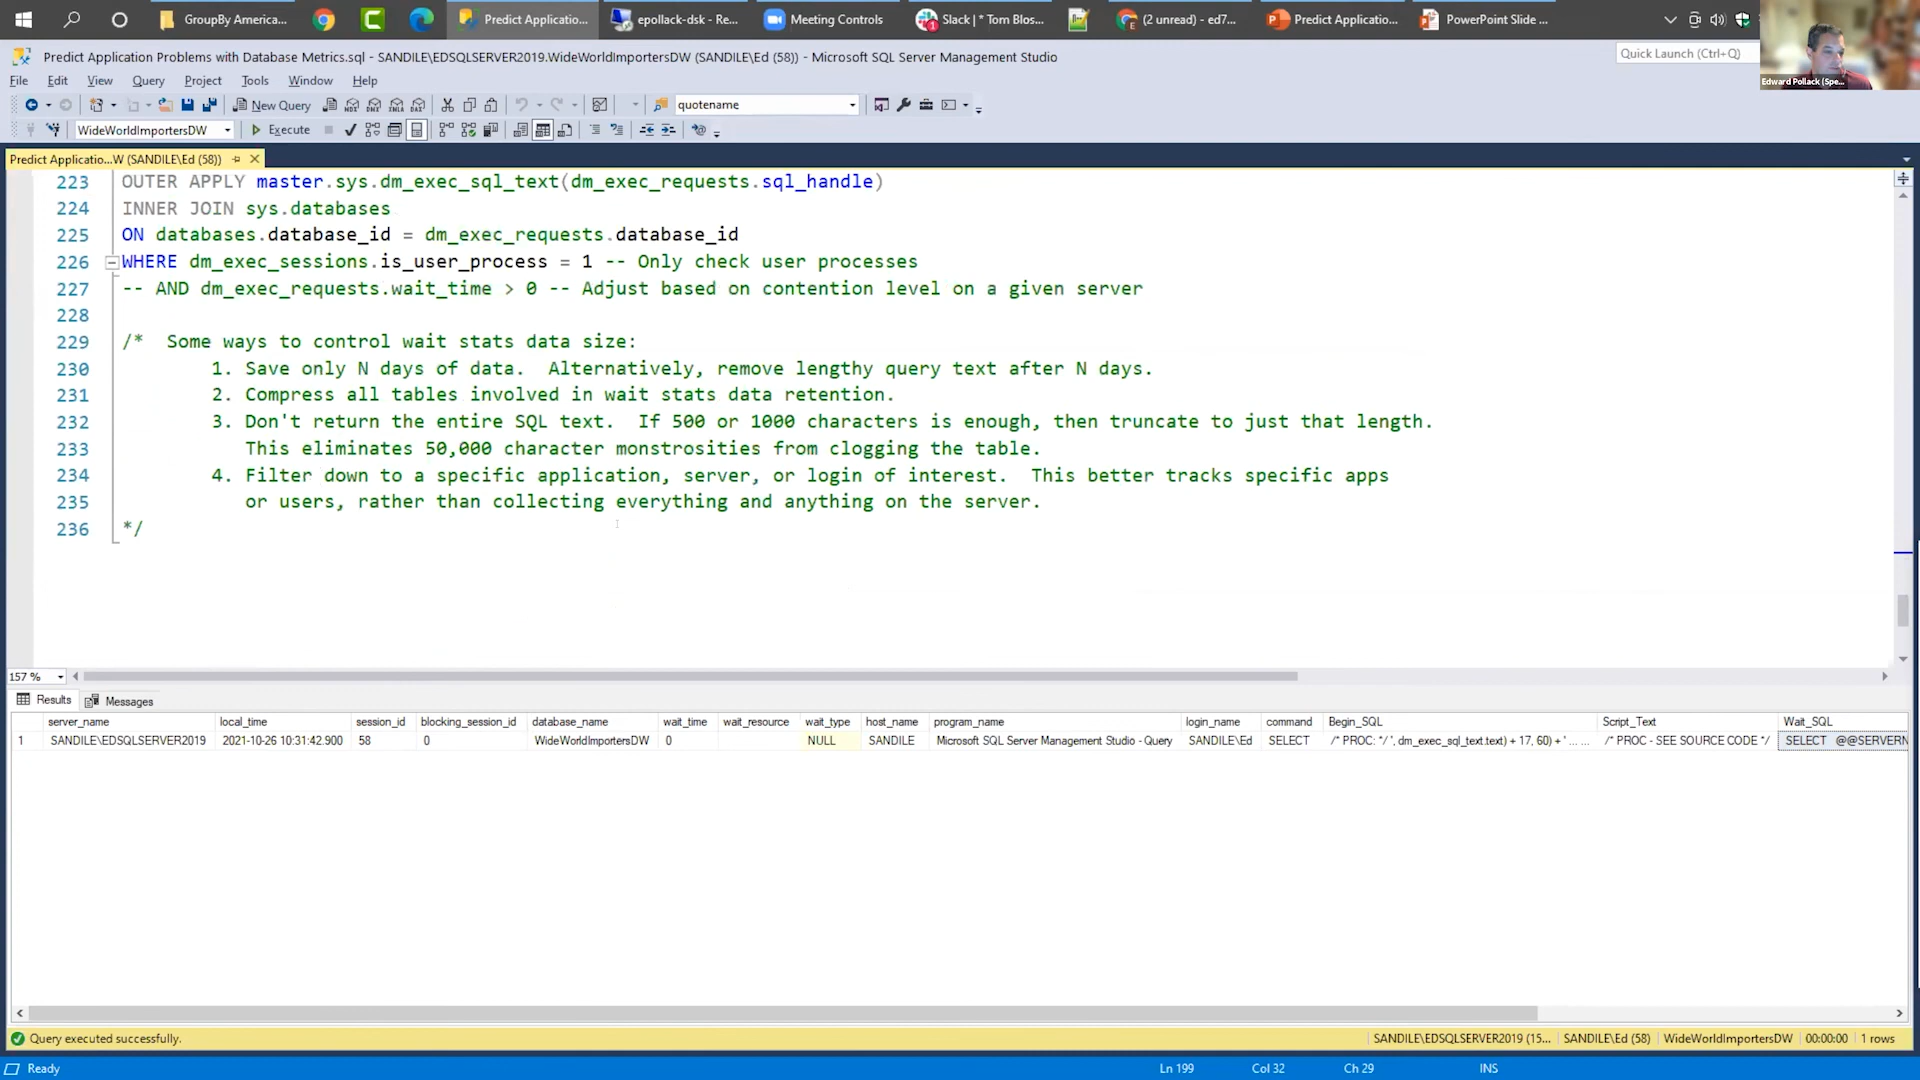 GroupBy America...
Predict Applicatio...
epollack-dsk - Re...
Meeting Controls
Slack | * Tom Blos...
(2 unread) - ed7...
Predict Applicatio...
PowerPoint Slide ...
Predict Application Problems with Database Metrics.sql - SANDILE\EDSQLSERVER2019.WideWorldImportersDW (SANDILE\Ed (58)) - Microsoft SQL Server Management Studio
Quick Launch (Ctrl+Q)
Edward Pollack (Spe...
File Edit View Query Project Tools Window Help
New Query
quotename
WideWorldImportersDW
Execute
Predict Applicatio...W (SANDILE\Ed (58))
223 OUTER APPLY master.sys.dm_exec_sql_text(dm_exec_requests.sql_handle)
224 INNER JOIN sys.databases
225 ON databases.database_id = dm_exec_requests.database_id
226 WHERE dm_exec_sessions.is_user_process = 1 -- Only check user processes
227 -- AND dm_exec_requests.wait_time > 0 -- Adjust based on contention level on a given server
228
229 /* Some ways to control wait stats data size:
230 1. Save only N days of data. Alternatively, remove lengthy query text after N days.
231 2. Compress all tables involved in wait stats data retention.
232 3. Don't return the entire SQL text. If 500 or 1000 characters is enough, then truncate to just that length.
233 This eliminates 50,000 character monstrosities from clogging the table.
234 4. Filter down to a specific application, server, or login of interest. This better tracks specific apps
235 or users, rather than collecting everything and anything on the server.
236 */
157 %
Results Messages
server_name local_time session_id blocking_session_id database_name wait_time wait_resource wait_type host_name program_name login_name command Begin_SQL Script_Text Wait_SQL
1 SANDILE\EDSQLSERVER2019 2021-10-26 10:31:42.900 58 0 WideWorldImportersDW 0 NULL SANDILE Microsoft SQL Server Management Studio - Query SANDILE\Ed SELECT /* PROC: */ ', dm_exec_sql_text.text) + 17, 60) + ' ... ... /* PROC - SEE SOURCE CODE */ SELECT @@SERVERN
Query executed successfully.
SANDILE\EDSQLSERVER2019 (15... SANDILE\Ed (58) WideWorldImportersDW 00:00:00 1 rows
Ready
Ln 199 Col 32 Ch 29 INS